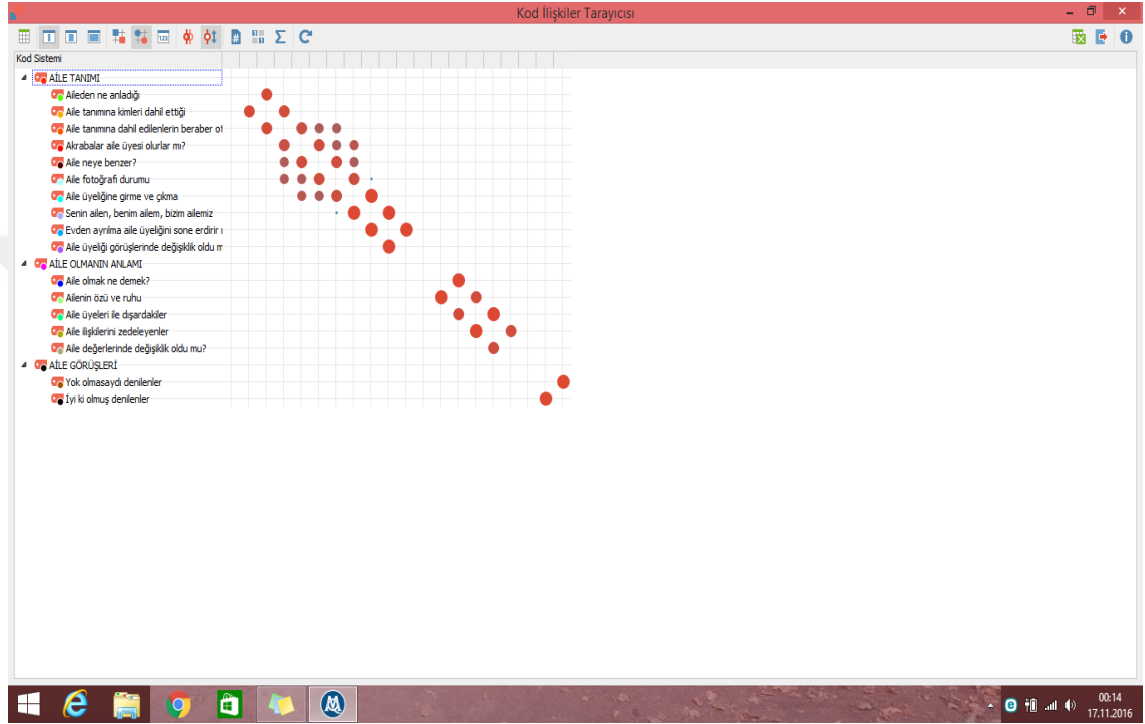 Kod İlişkiler Tarayıcısı
Kod Sistemi
AİLE TANIMI
Aileden ne anladığı
Aile tanımına kimleri dahil ettiği
Aile tanımına dahil edilenlerin beraber
Akrabalar aile üyesi olurlar mı?
Aile neye benzer?
Aile fotoğrafı durumu
Aile üyeliğine girme ve çıkma
Senin ailen, benim ailem, bizim ailemiz
Evden ayrılma aile üyeliğini sone erdirir
Aile üyeliği görüşlerinde değişiklik oldu m
AİLE OLMANIN ANLAMI
Aile olmak ne demek?
Ailenin özü ve ruhu
Aile üyeleri ile dışardakiler
Aile ilişkilerini zedeleyenler
Aile değerlerinde değişiklik oldu mu?
AİLE GÖRÜŞLERİ
Yok olmasaydı denilenler
İyi ki olmuş denilenler
00:14
17.11.2016